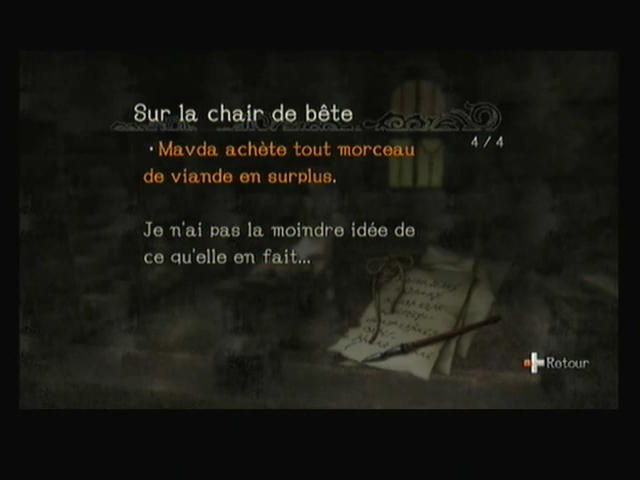 Sur la chair de bête
4/4
• Mavda achète tout morceau
de viande en surplus.
Je n'ai pas la moindre idée de
ce qu'elle en fait...
Retour